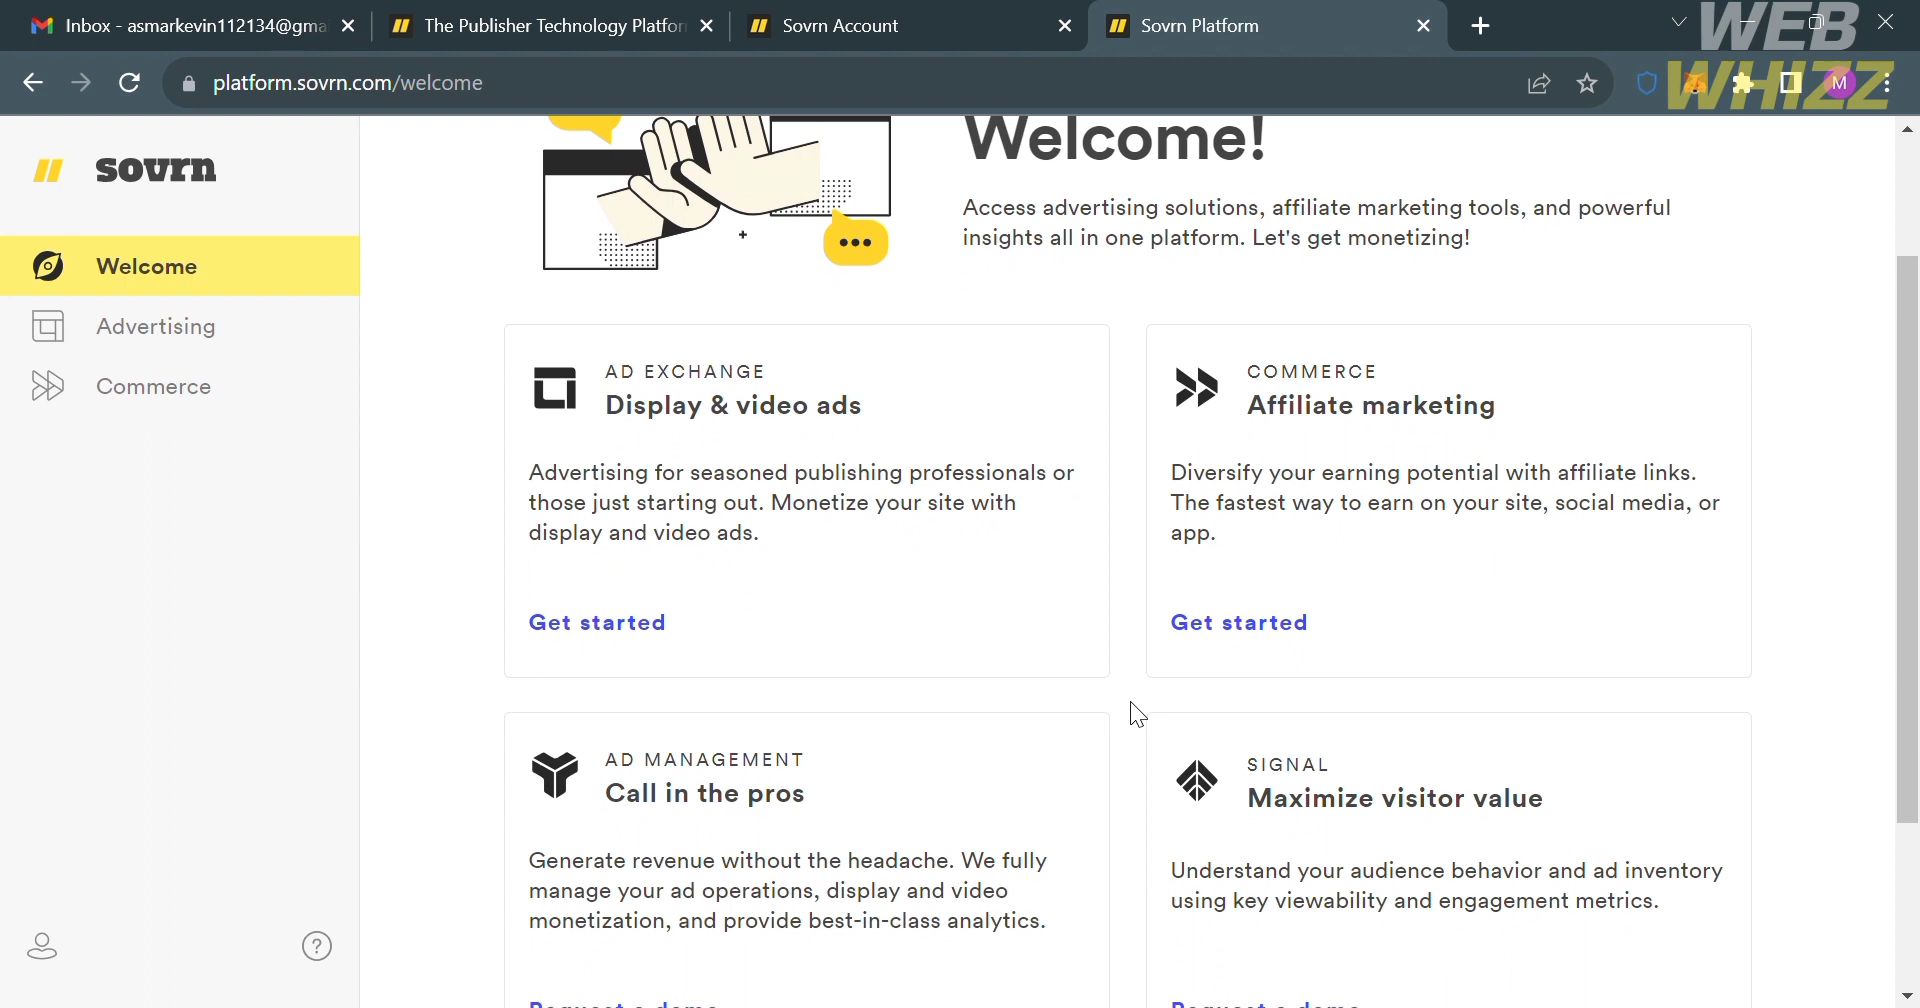 Inbox - asmarkevin112134@gma
The Publisher Technology Platfor
Sovrn Account
Sovrn Platform
WEB
WHIZZ
platform.sovrn.com/welcome
M
sovrn
Welcome
Advertising
Commerce
Welcome!
Access advertising solutions, affiliate marketing tools, and powerful
insights all in one platform. Let's get monetizing!
AD EXCHANGE
Display & video ads
Advertising for seasoned publishing professionals or
those just starting out. Monetize your site with
display and video ads.
Get started
COMMERCE
Affiliate marketing
Diversify your earning potential with affiliate links.
The fastest way to earn on your site, social media, or
app.
Get started
AD MANAGEMENT
Call in the pros
Generate revenue without the headache. We fully
manage your ad operations, display and video
monetization, and provide best-in-class analytics.
Request a demo
SIGNAL
Maximize visitor value
Understand your audience behavior and ad inventory
using key viewability and engagement metrics.
Request a demo